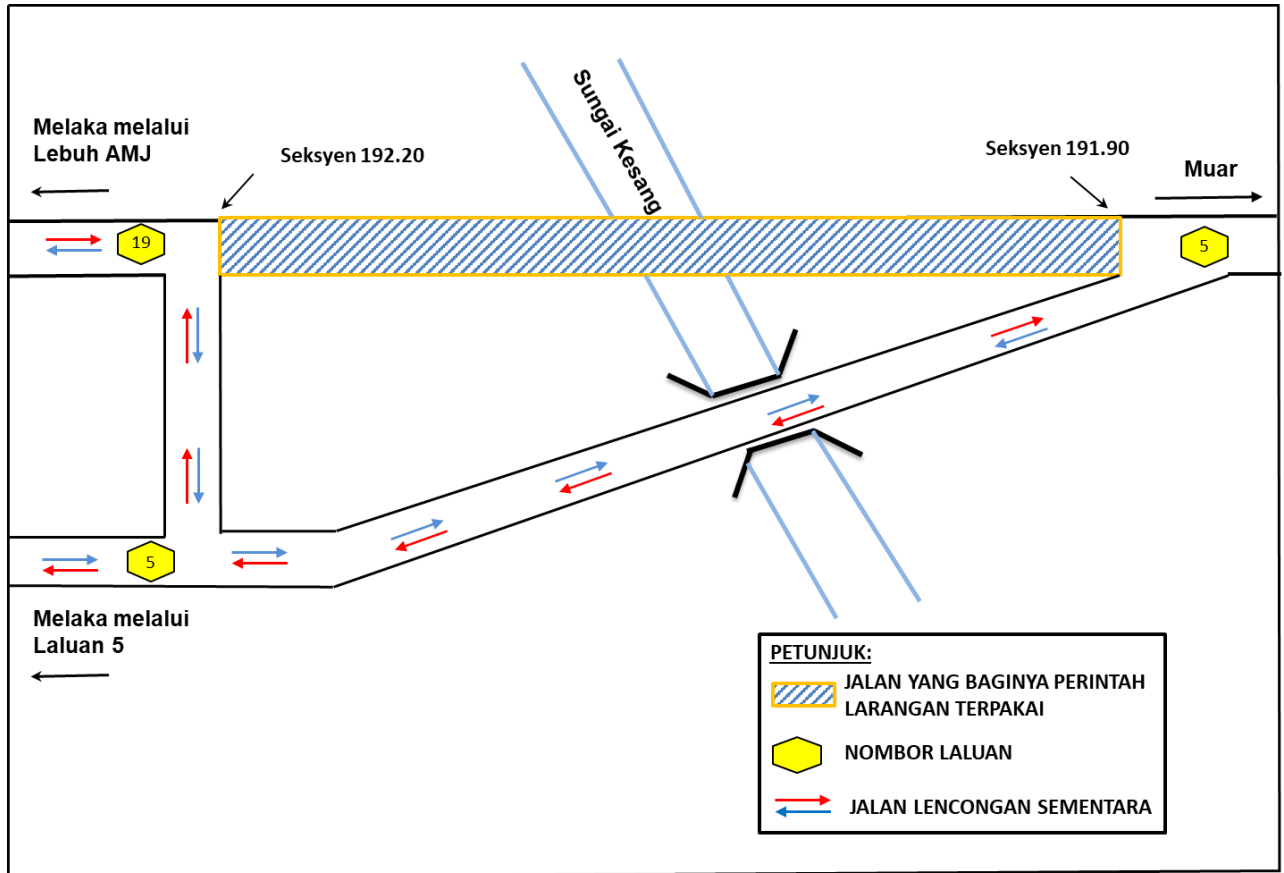 Sungai Kesang
Melaka melalui
Lebuh AMJ
Seksyen 192.20
Seksyen 191.90
Muar
19
5
5
Melaka melalui
Laluan 5
PETUNJUK:
JALAN YANG BAGINYA PERINTAH
LARANGAN TERPAKAI
NOMBOR LALUAN
JALAN LENCONGAN SEMENTARA